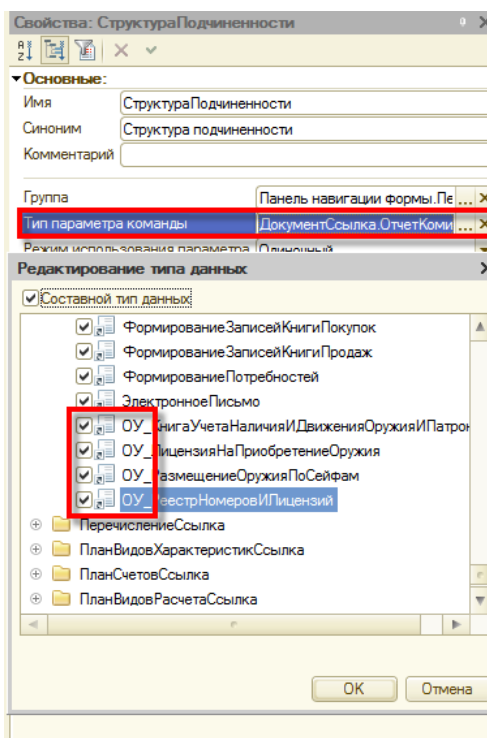 Свойства: СтруктураПодчиненности
Основные:
Имя СтруктураПодчиненности
Синоним Структура подчиненности
Комментарий
Группа Панель навигации формы.Пе ...
Тип параметра команды ДокументСсылка.ОтчетКоми ...
Режим использования параметра Одиночный
Редактирование типа данных
Составной тип данных
ФормированиеЗаписейКнигиПокупок
ФормированиеЗаписейКнигиПродаж
ФормированиеПотребностей
ЭлектронноеПисьмо
ОУ_КнигаУчетаНаличияИДвиженияОружияИПатрон
ОУ_ЛицензияНаПриобретениеОружия
ОУ_РазмещениеОружияПоСейфам
ОУ_РеестрНомеровИЛицензий
ПеречислениеСсылка
ПланВидовХарактеристикСсылка
ПланСчетовСсылка
ПланВидовРасчетаСсылка
OK Отмена